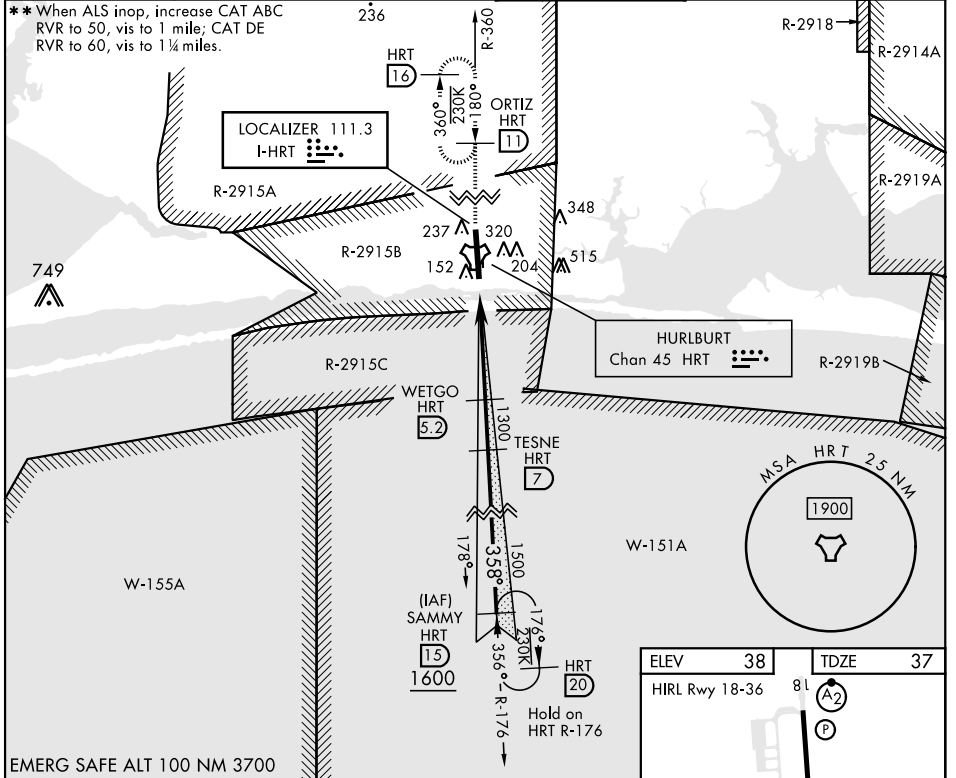 ** When ALS inop, increase CAT ABC
RVR to 50, vis to 1 mile; CAT DE
RVR to 60, vis to 1¼ miles.
236
R-360
R-2918
R-2914A
HRT
16
360°
230K
180°
ORTIZ
HRT
11
LOCALIZER 111.3
I-HRT
R-2915A
R-2919A
237
320
348
R-2915B
152
204
515
749
HURLBURT
Chan 45 HRT
R-2915C
R-2919B
WETGO
HRT
5.2
1300
TESNE
HRT
7
MSA HRT 25 NM
1900
178°
358°
1500
W-151A
W-155A
(IAF)
SAMMY
HRT
15
1600
176°
230K
356° - R-176
HRT
20
Hold on
HRT R-176
ELEV 38
TDZE 37
HIRL Rwy 18-36
18
A2
P
EMERG SAFE ALT 100 NM 3700